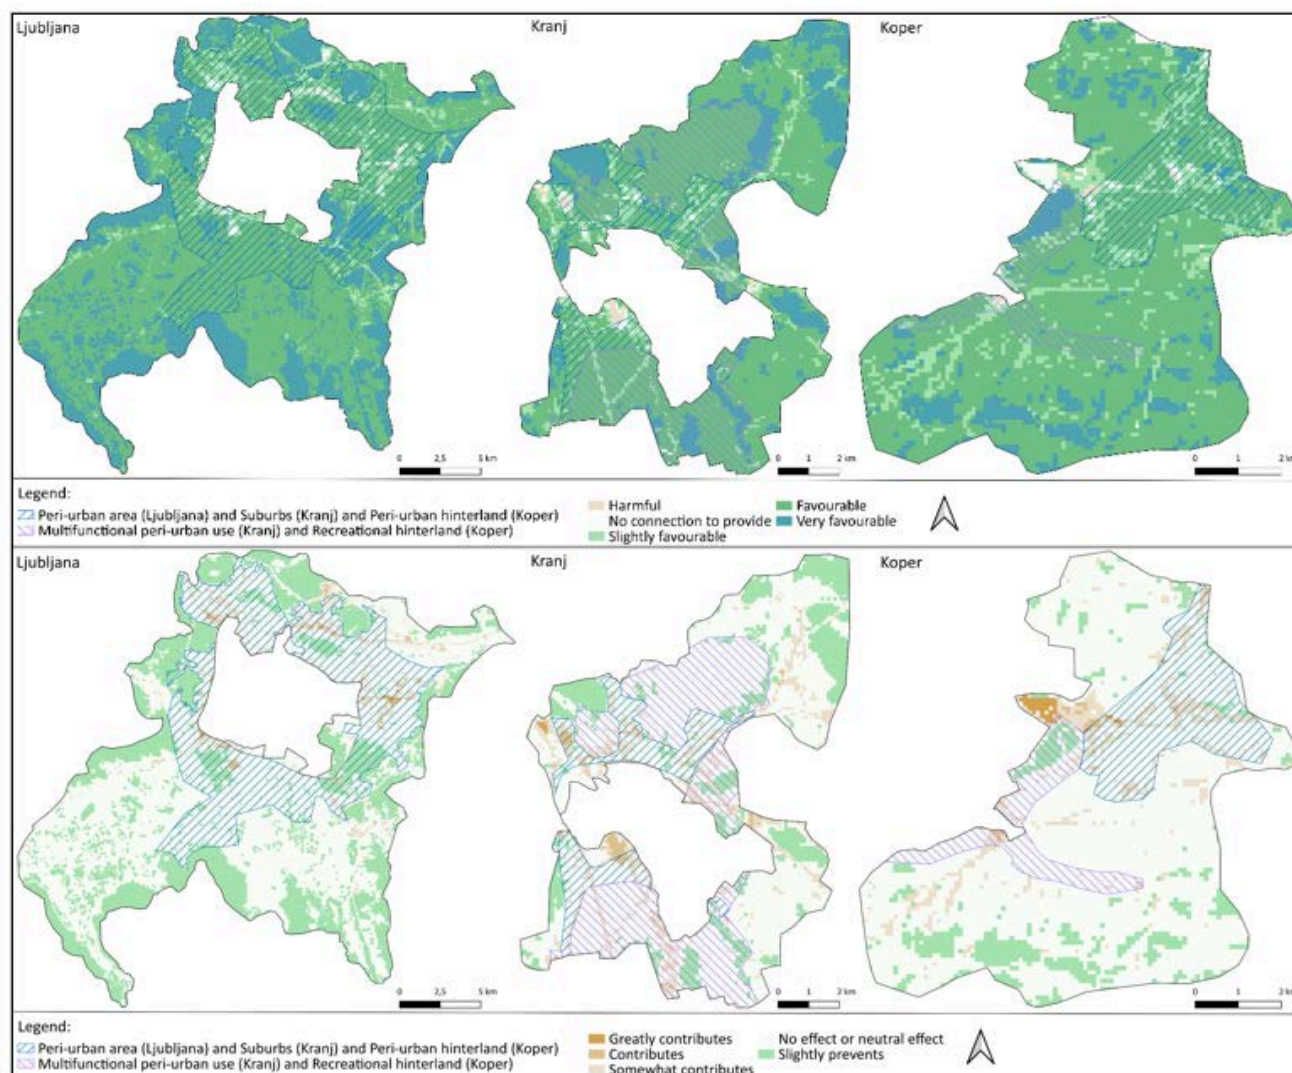 Ljubljana
Kranj
Koper
0 2,5 5 km
0 1 2 km
0 1 2 k
Legend:
Peri-urban area (Ljubljana) and Suburbs (Kranj) and Peri-urban hinterland (Koper)
Multifunctional peri-urban use (Kranj) and Recreational hinterland (Koper)
Harmful
No connection to provide
Slightly favourable
Favourable
Very favourable
Ljubljana
Kranj
Koper
0 2,5 5 km
0 1 2 km
0 1 2 k
Legend:
Peri-urban area (Ljubljana) and Suburbs (Kranj) and Peri-urban hinterland (Koper)
Multifunctional peri-urban use (Kranj) and Recreational hinterland (Koper)
Greatly contributes
Contributes
Somewhat contributes
No effect or neutral effect
Slightly prevents